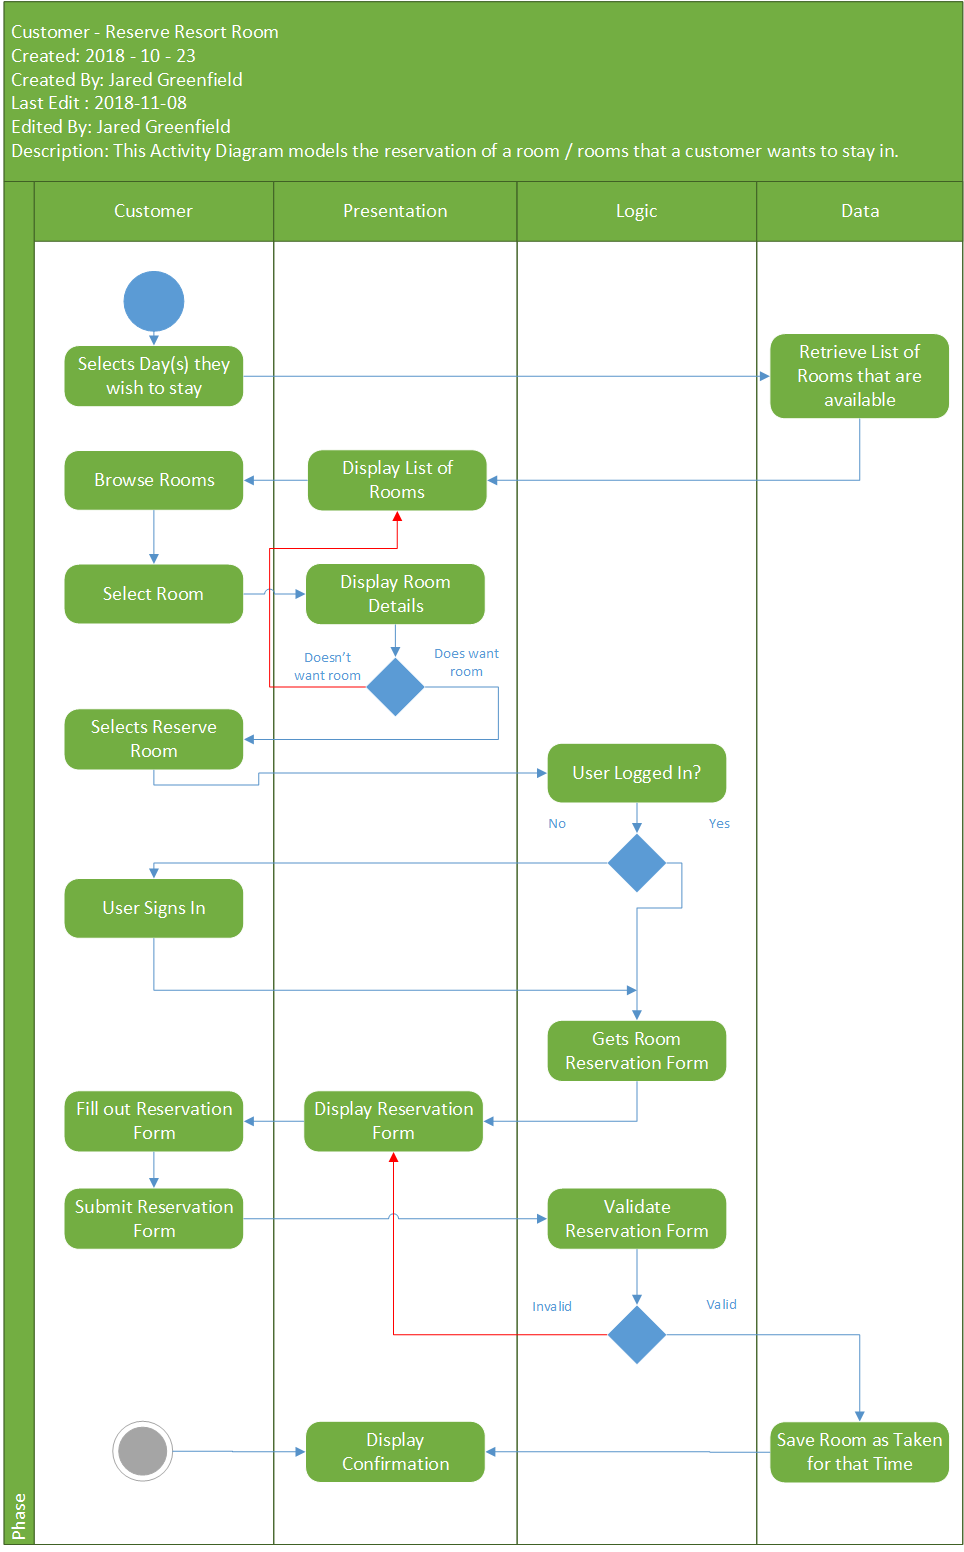 Customer - Reserve Resort Room
Created: 2018 - 10 - 23
Created By: Jared Greenfield
Last Edit : 2018-11-08
Edited By: Jared Greenfield
Description: This Activity Diagram models the reservation of a room / rooms that a customer wants to stay in.
Customer
Presentation
Logic
Data
Selects Day(s) they
wish to stay
Retrieve List of
Rooms that are
available
Browse Rooms
Display List of
Rooms
Select Room
Display Room
Details
Doesn't
want room
Does want
room
Selects Reserve
Room
User Logged In?
No
Yes
User Signs In
Gets Room
Reservation Form
Fill out Reservation
Form
Display Reservation
Form
Submit Reservation
Form
Validate
Reservation Form
Invalid
Valid
Display
Confirmation
Save Room as Taken
for that Time
Phase